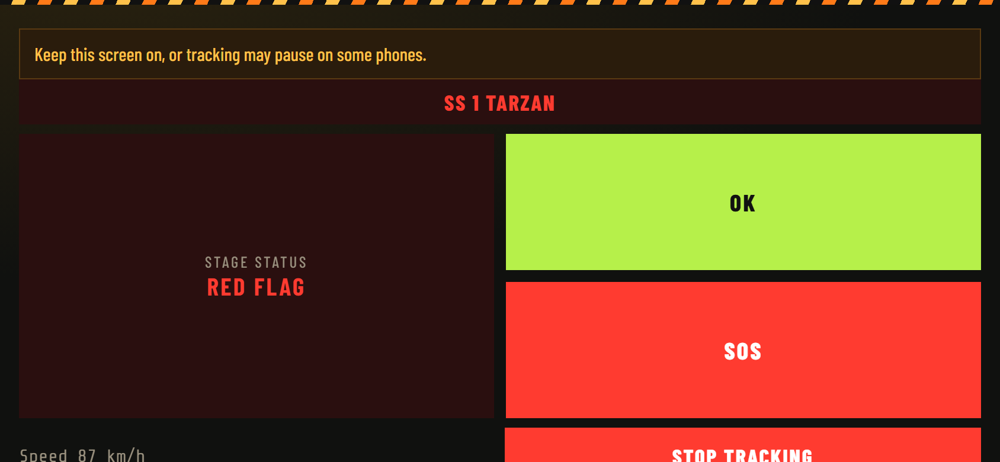 Keep this screen on, or tracking may pause on some phones.
SS 1 TARZAN
STAGE STATUS
RED FLAG
OK
SOS
Speed 87 km/h
STOP TRACKING